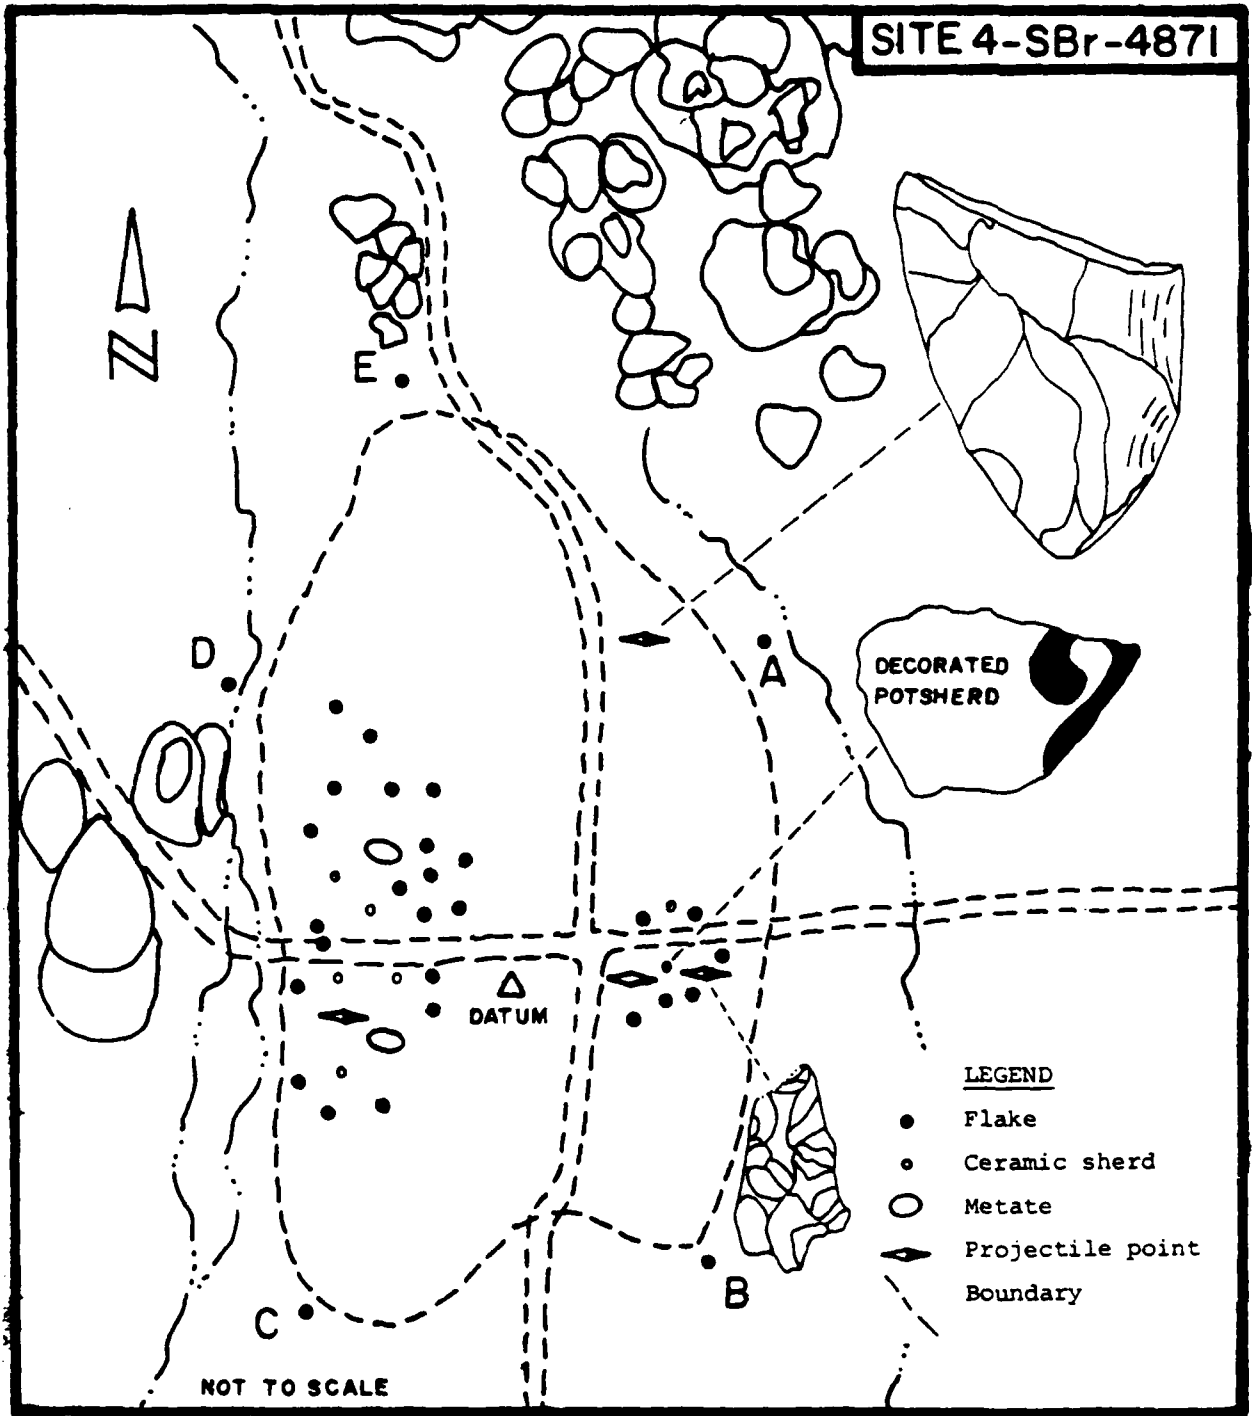 SITE 4-SBr-4871
N
E
D
A
DECORATED
POTSHERD
DATUM
LEGEND
Flake
Ceramic sherd
Metate
Projectile point
Boundary
B
C
NOT TO SCALE